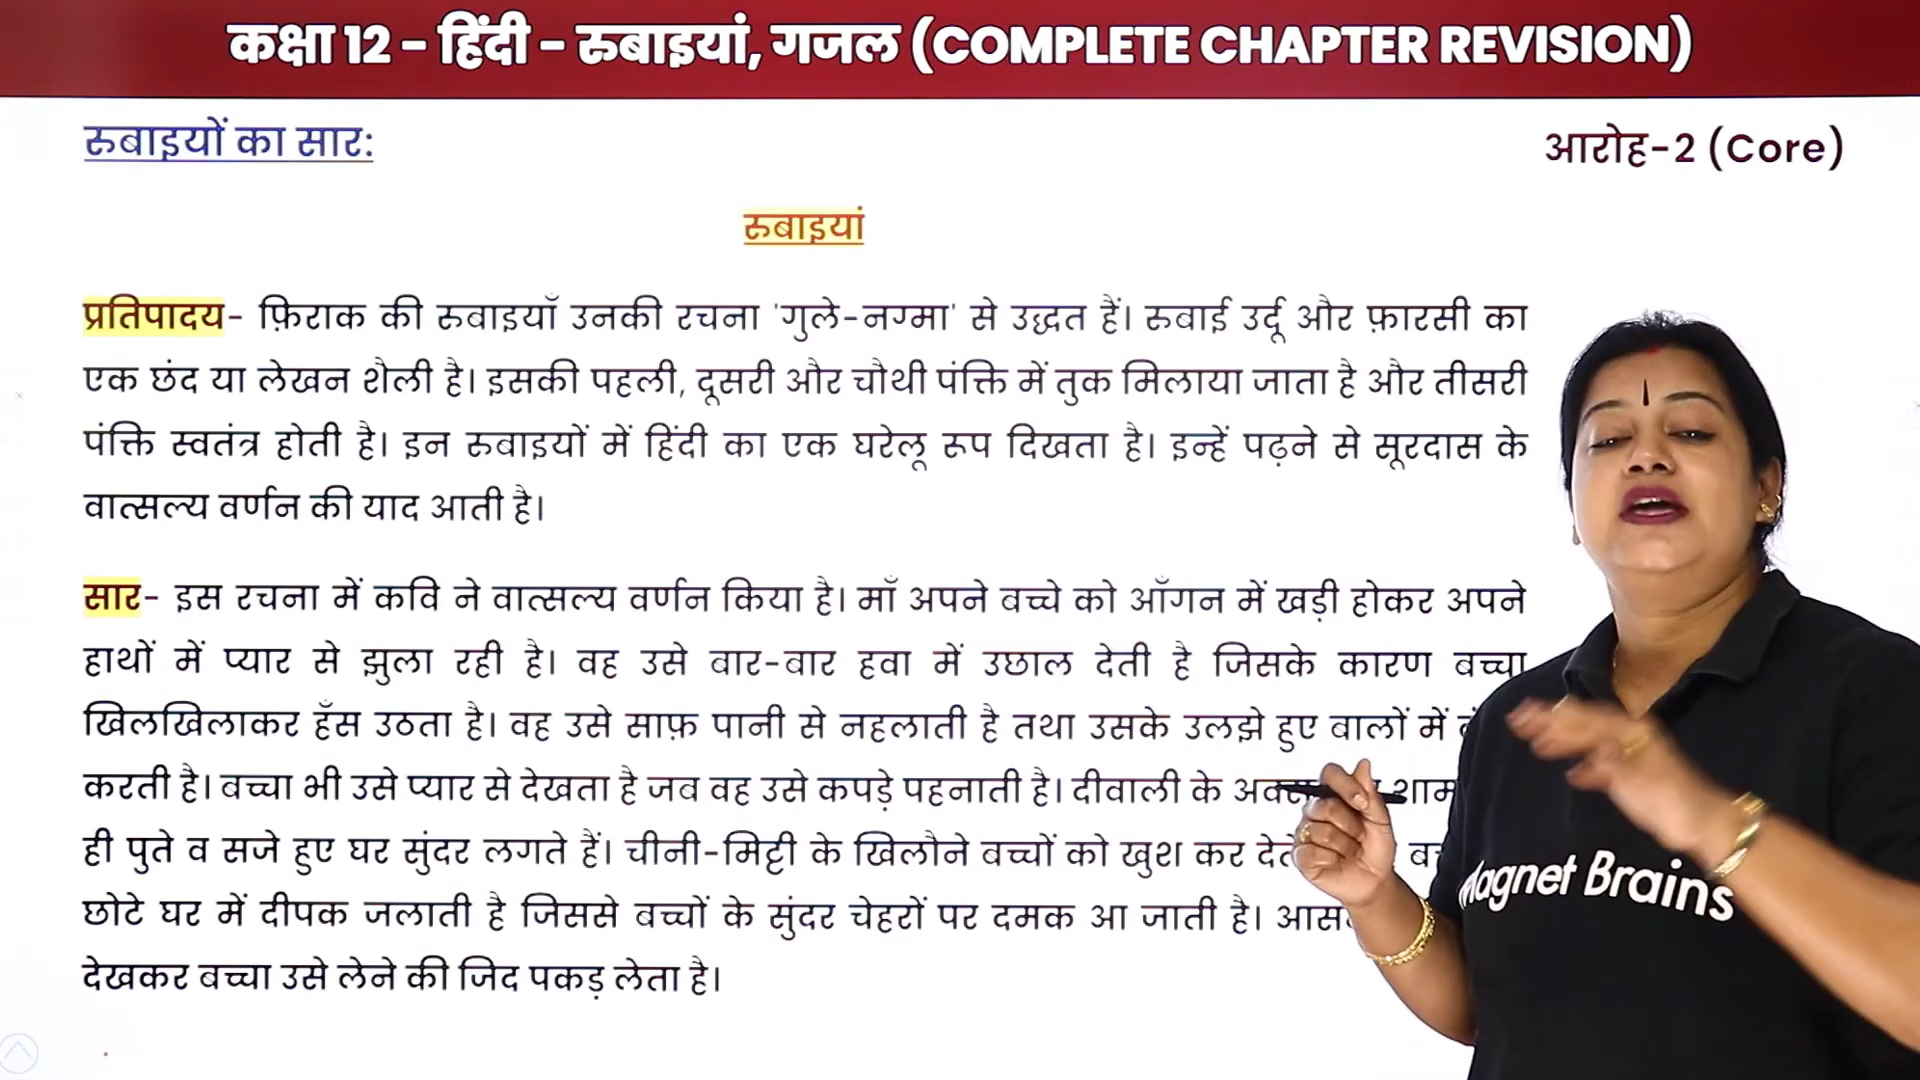 कक्षा 12 - हिंदी - रुबाइयां, गजल (COMPLETE CHAPTER REVISION)
रुबाइयों का सार:
आरोह-2 (Core)
रुबाइयां
प्रतिपादय- फ़िराक की रुबाइयाँ उनकी रचना 'गुले-नग्मा' से उद्धत हैं। रुबाई उर्दू और फ़ारसी का
एक छंद या लेखन शैली है। इसकी पहली, दूसरी और चौथी पंक्ति में तुक मिलाया जाता है और तीसरी
पंक्ति स्वतंत्र होती है। इन रुबाइयों में हिंदी का एक घरेलू रूप दिखता है। इन्हें पढ़ने से सूरदास के
वात्सल्य वर्णन की याद आती है।
सार- इस रचना में कवि ने वात्सल्य वर्णन किया है। माँ अपने बच्चे को आँगन में खड़ी होकर अपने
हाथों में प्यार से झुला रही है। वह उसे बार-बार हवा में उछाल देती है जिसके कारण बच्चा
खिलखिलाकर हँस उठता है। वह उसे साफ़ पानी से नहलाती है तथा उसके उलझे हुए बालों में
करती है। बच्चा भी उसे प्यार से देखता है जब वह उसे कपड़े पहनाती है। दीवाली के शाम
ही पुते व सजे हुए घर सुंदर लगते हैं। चीनी-मिट्टी के खिलौने बच्चों को खुश कर
छोटे घर में दीपक जलाती है जिससे बच्चों के सुंदर चेहरों पर दमक आ जाती है।
देखकर बच्चा उसे लेने की जिद पकड़ लेता है।
Magnet Brains